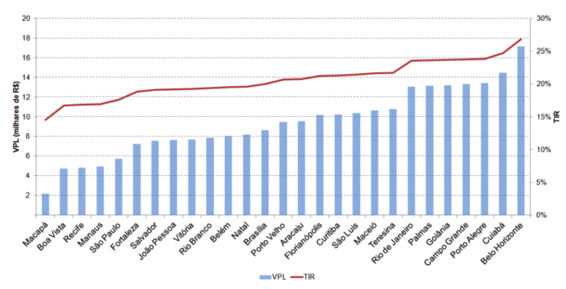 20
18
16
14
12
10
8
6
4
2
VPL (milhares de R$)
30%
25%
20%
15%
10%
5%
0%
TIR
Macapá
Boa Vista
Recife
Manaus
São Paulo
Fortaleza
Salvador
João Pessoa
Vitória
Rio Branco
Belém
Natal
Brasília
Porto Velho
Aracaju
Florianópolis
Curitiba
São Luis
Maceió
Teresina
Rio de Janeiro
Palmas
Goiânia
Campo Grande
Porto Alegre
Cuiabá
Belo Horizonte
VPL TIR